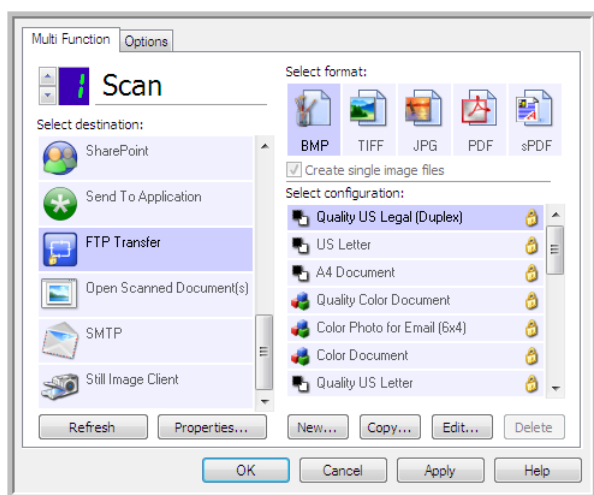 Multi Function
Options
1
Scan
Select destination:
SharePoint
Send To Application
FTP Transfer
Open Scanned Document(s)
SMTP
Still Image Client
Refresh
Properties...
Select format:
BMP TIFF JPG PDF sPDF
Create single image files
Select configuration:
Quality US Legal (Duplex)
US Letter
A4 Document
Quality Color Document
Color Photo for Email (6x4)
Color Document
Quality US Letter
New... Copy... Edit... Delete
OK Cancel Apply Help